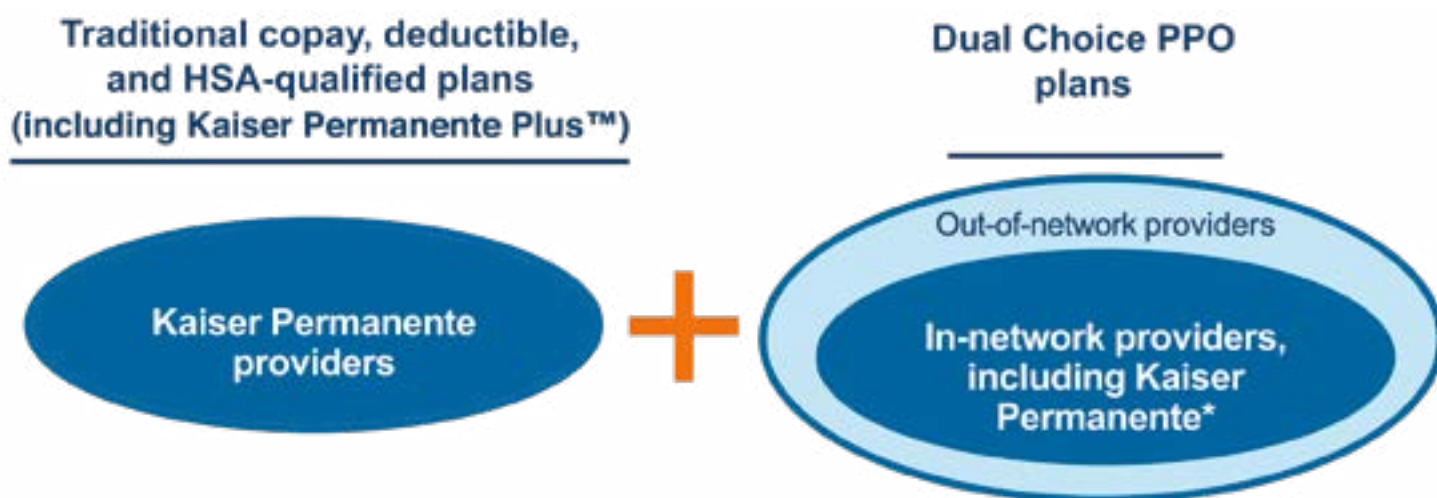 Traditional copay, deductible,
and HSA-qualified plans
(including Kaiser Permanente Plus™)
Kaiser Permanente
providers
Dual Choice PPO
plans
Out-of-network providers
In-network providers,
including Kaiser
Permanente*